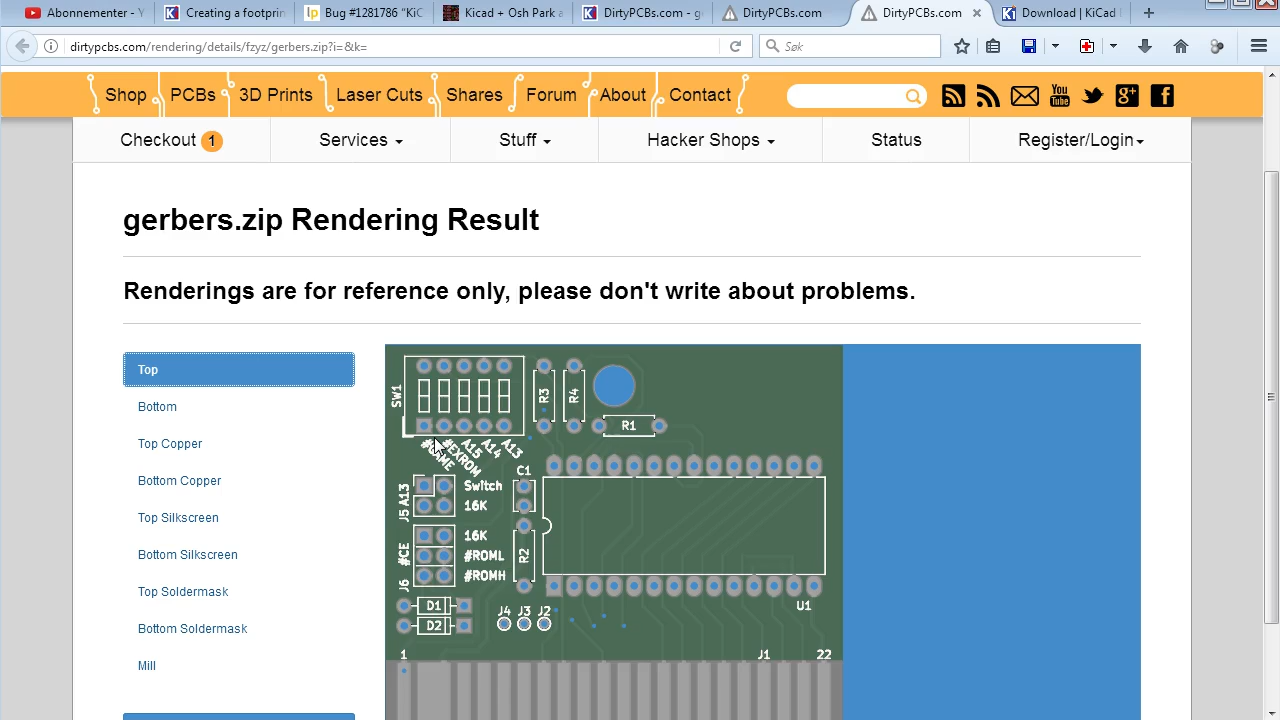 Abonnementer - Y
Creating a footprin
Bug #1281786 "KiC
Kicad + Osh Park a
DirtyPCBs.com - ge
DirtyPCBs.com
DirtyPCBs.com
Download | KiCad
dirtypcbs.com/rendering/details/fzyz/gerbers.zip?i=&k=
Søk
Shop
PCBs
3D Prints
Laser Cuts
Shares
Forum
About
Contact
You
Tube
Checkout 1
Services
Stuff
Hacker Shops
Status
Register/Login
gerbers.zip Rendering Result
Renderings are for reference only, please don't write about problems.
Top
Bottom
Top Copper
Bottom Copper
Top Silkscreen
Bottom Silkscreen
Top Soldermask
Bottom Soldermask
Mill
SW1
R3
R4
R1
#GAME
#EXROM
A15
A14
A13
C1
J5 A13
Switch
16K
J6 #CE
16K
#ROML
#ROMH
R2
D1
D2
J4 J3 J2
U1
1
J1
22